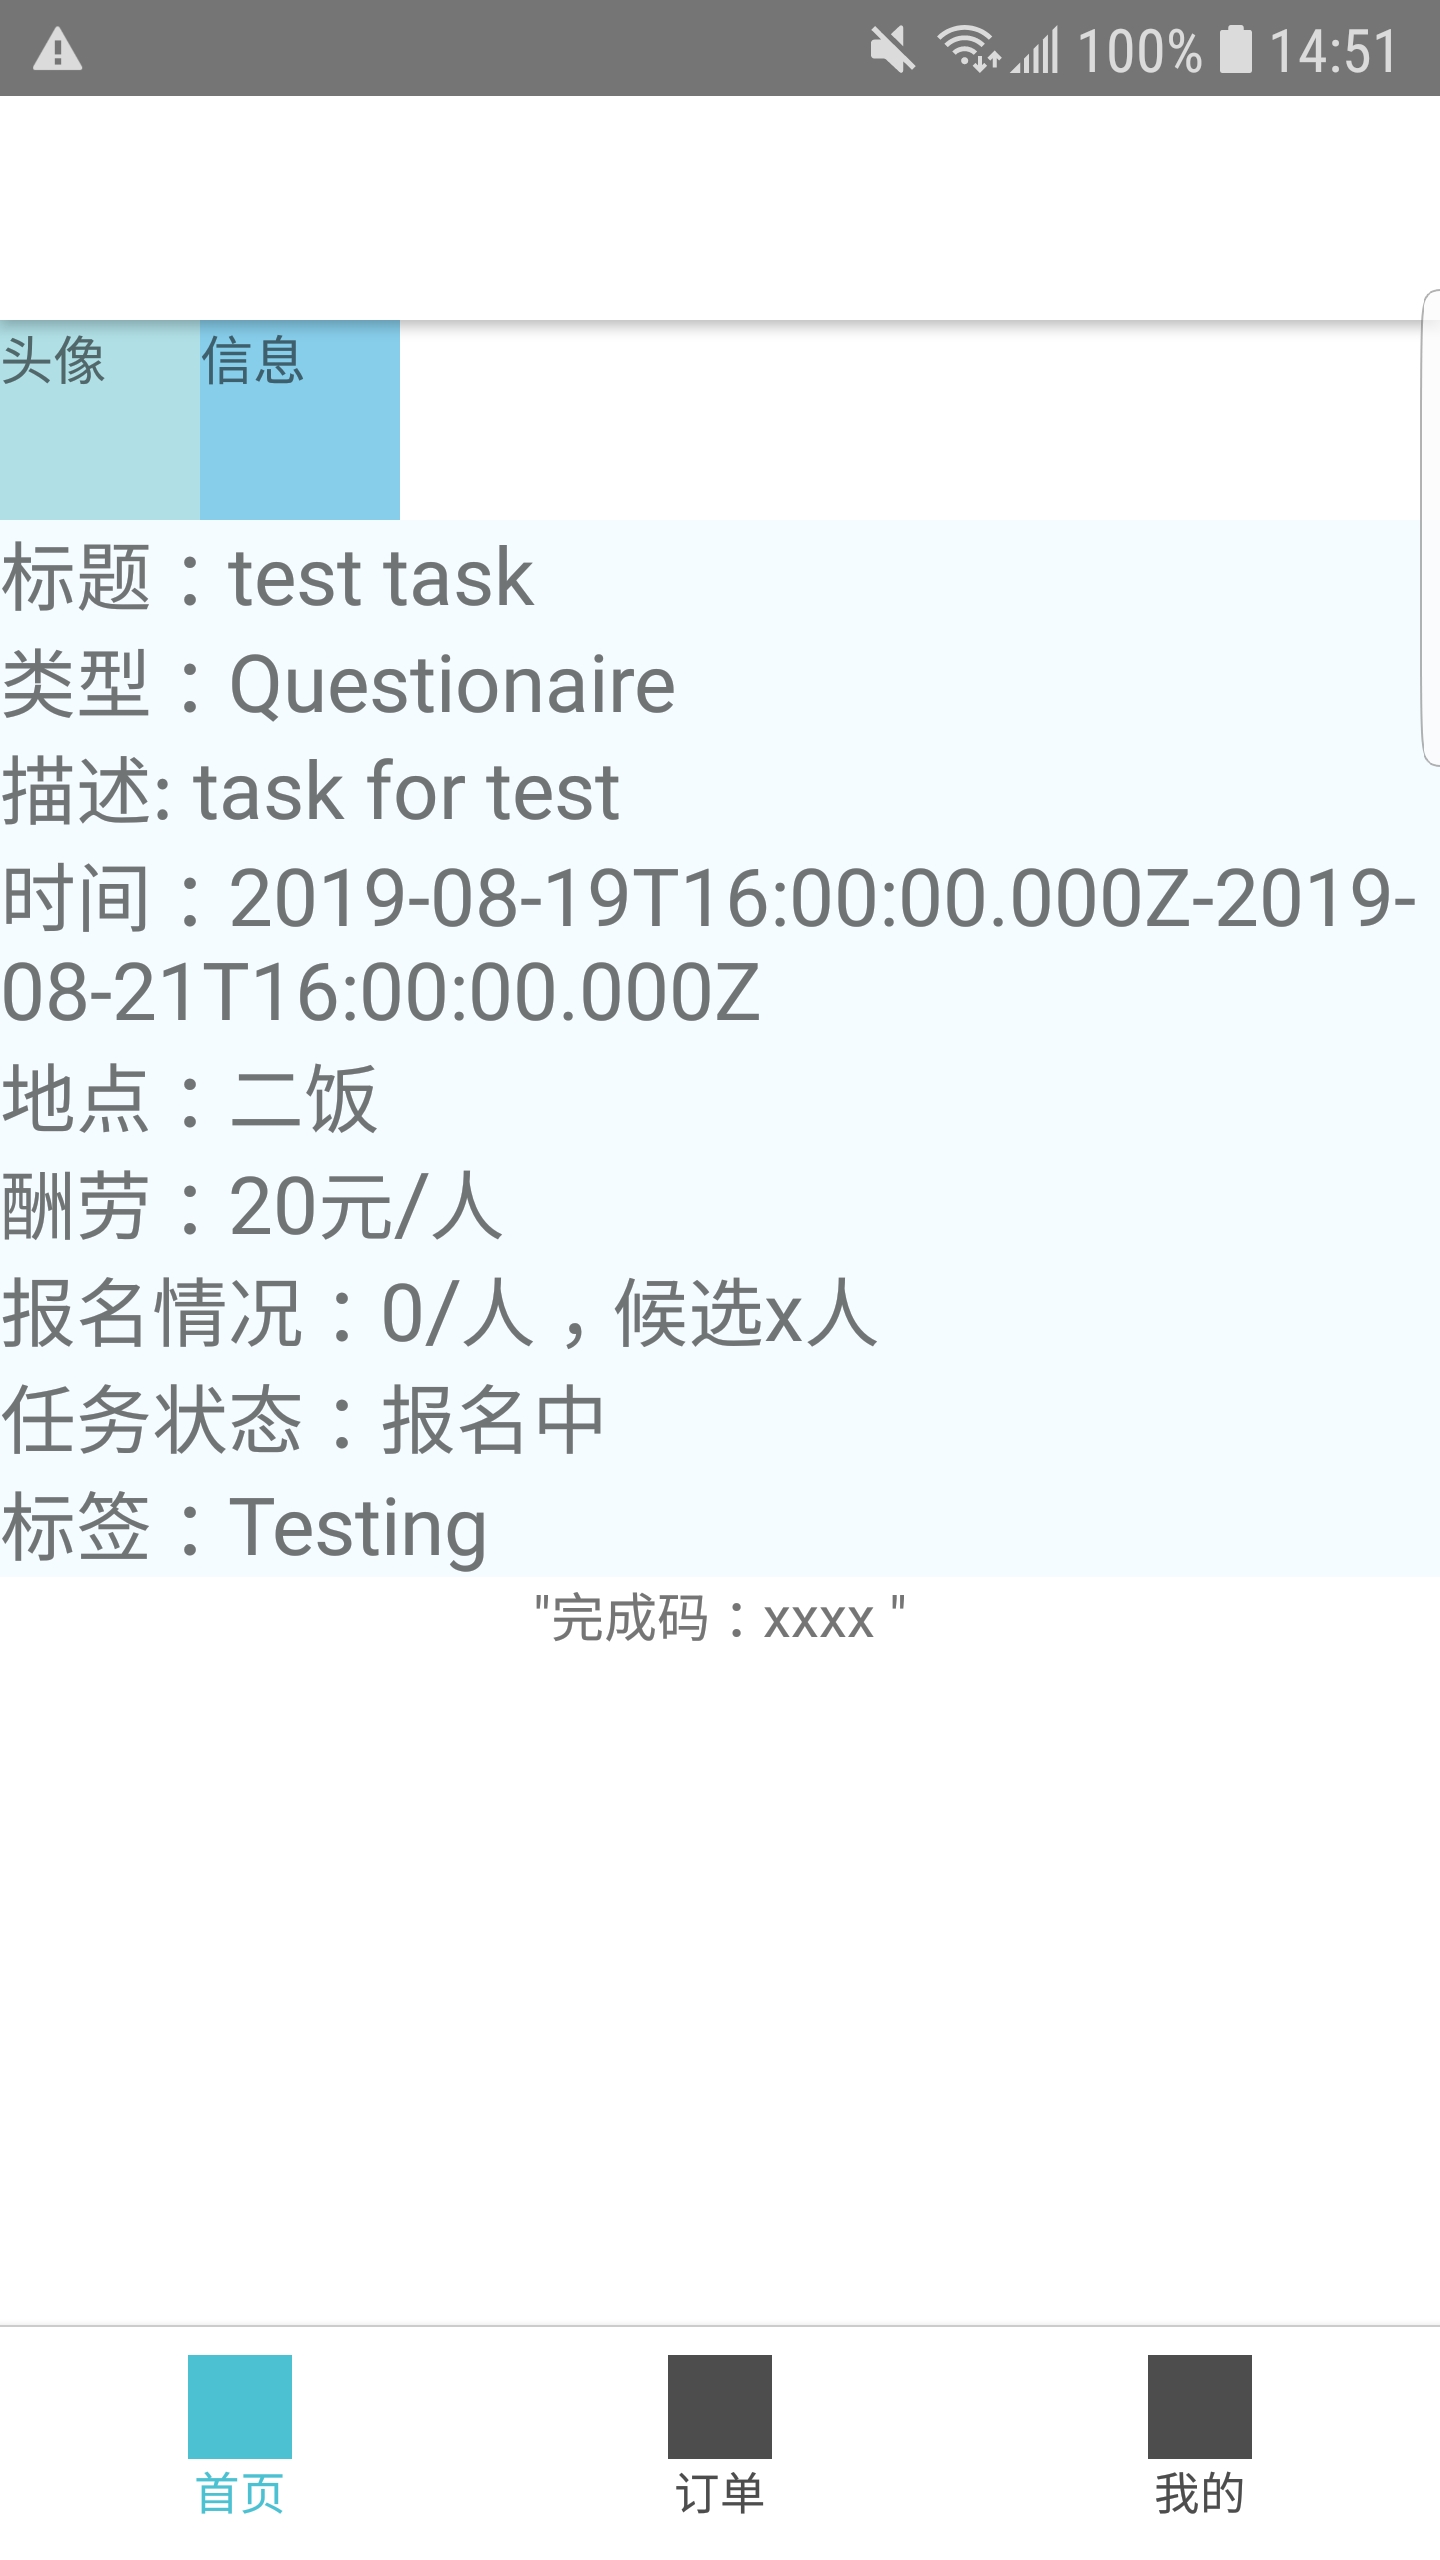 100% 14:51
头像 信息
标题：test task
类型：Questionaire
描述: task for test
时间：2019-08-19T16:00:00.000Z-2019-
08-21T16:00:00.000Z
地点：二饭
酬劳：20元/人
报名情况：0/人，候选x人
任务状态：报名中
标签：Testing
"完成码：xxxx "
首页 订单 我的